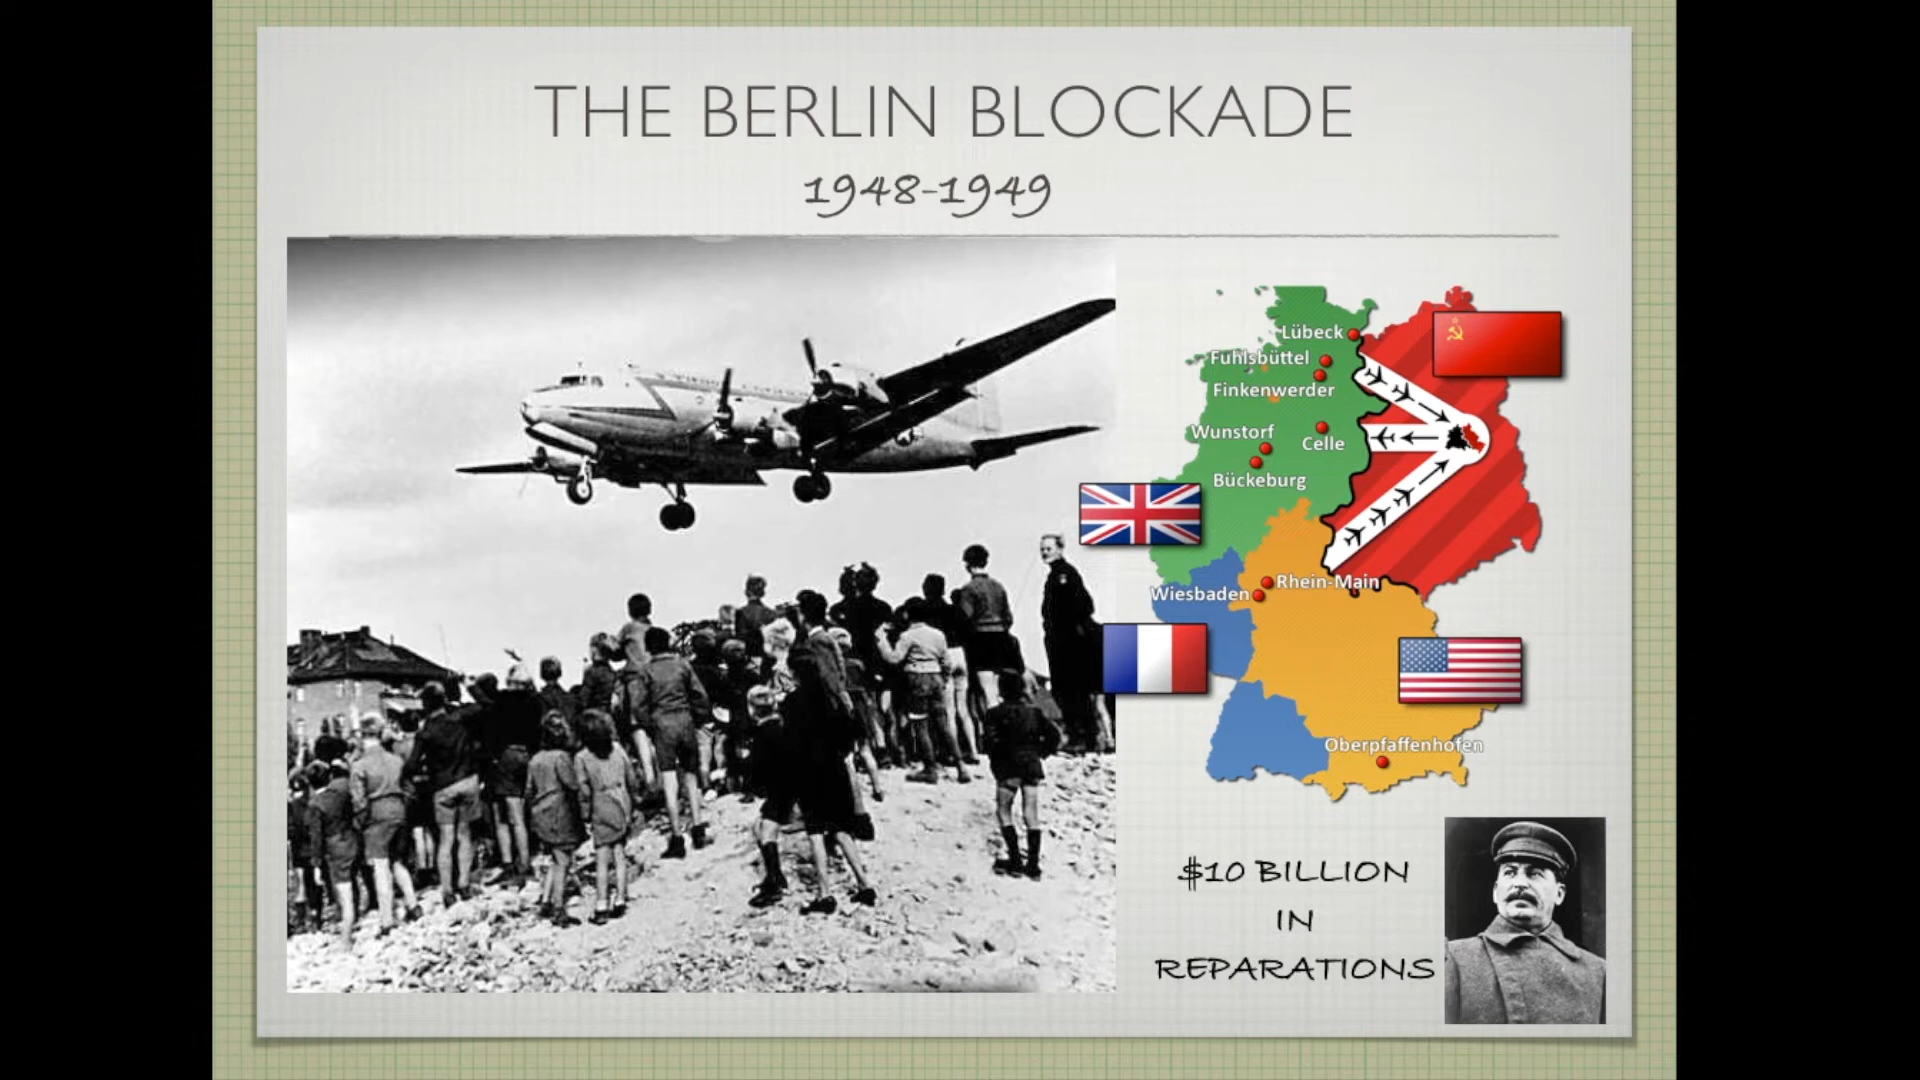 THE BERLIN BLOCKADE
1948-1949
Lübeck
Fuhlsbüttel
Finkenwerder
Wunstorf
Celle
Bückeburg
Rhein-Main
Wiesbaden
Oberpfaffenhofen
$10 BILLION
IN
REPARATIONS